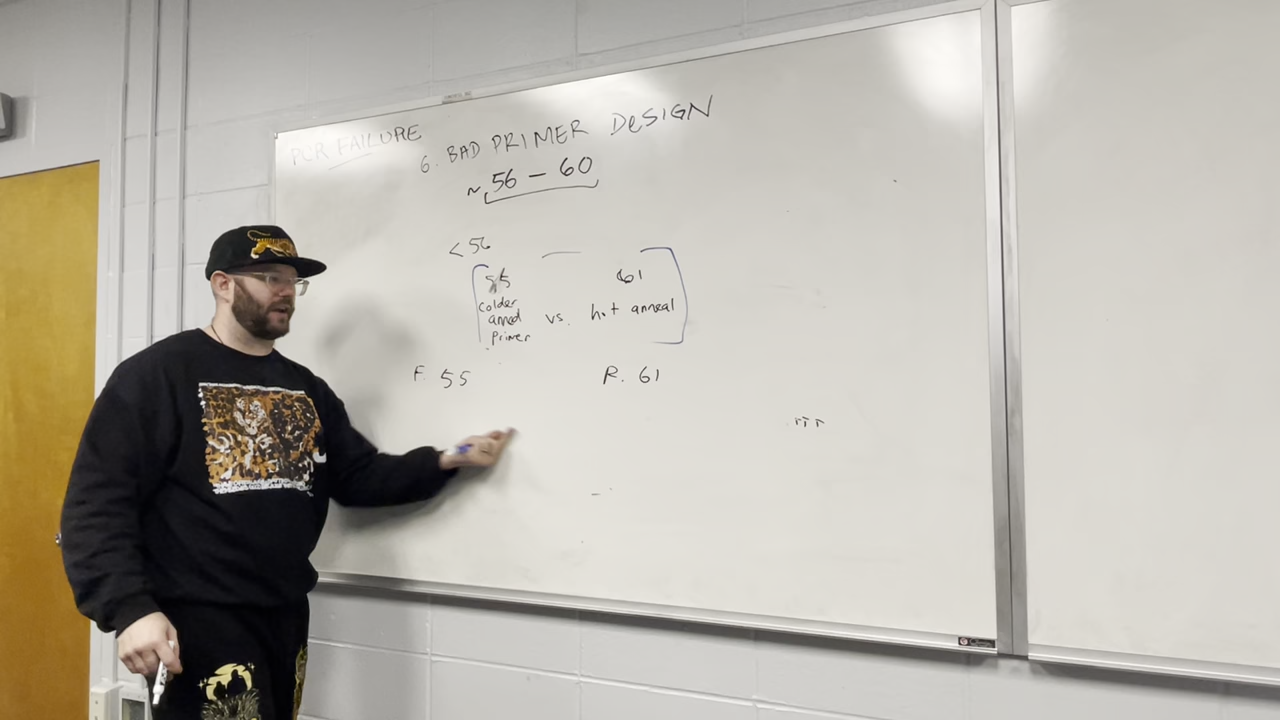 PCR FAILURE
6. BAD PRIMER DeSIGN
~ 56 - 60
< 56
55 61
colder vs. hot anneal
anneal
primer
F. 55 R. 61